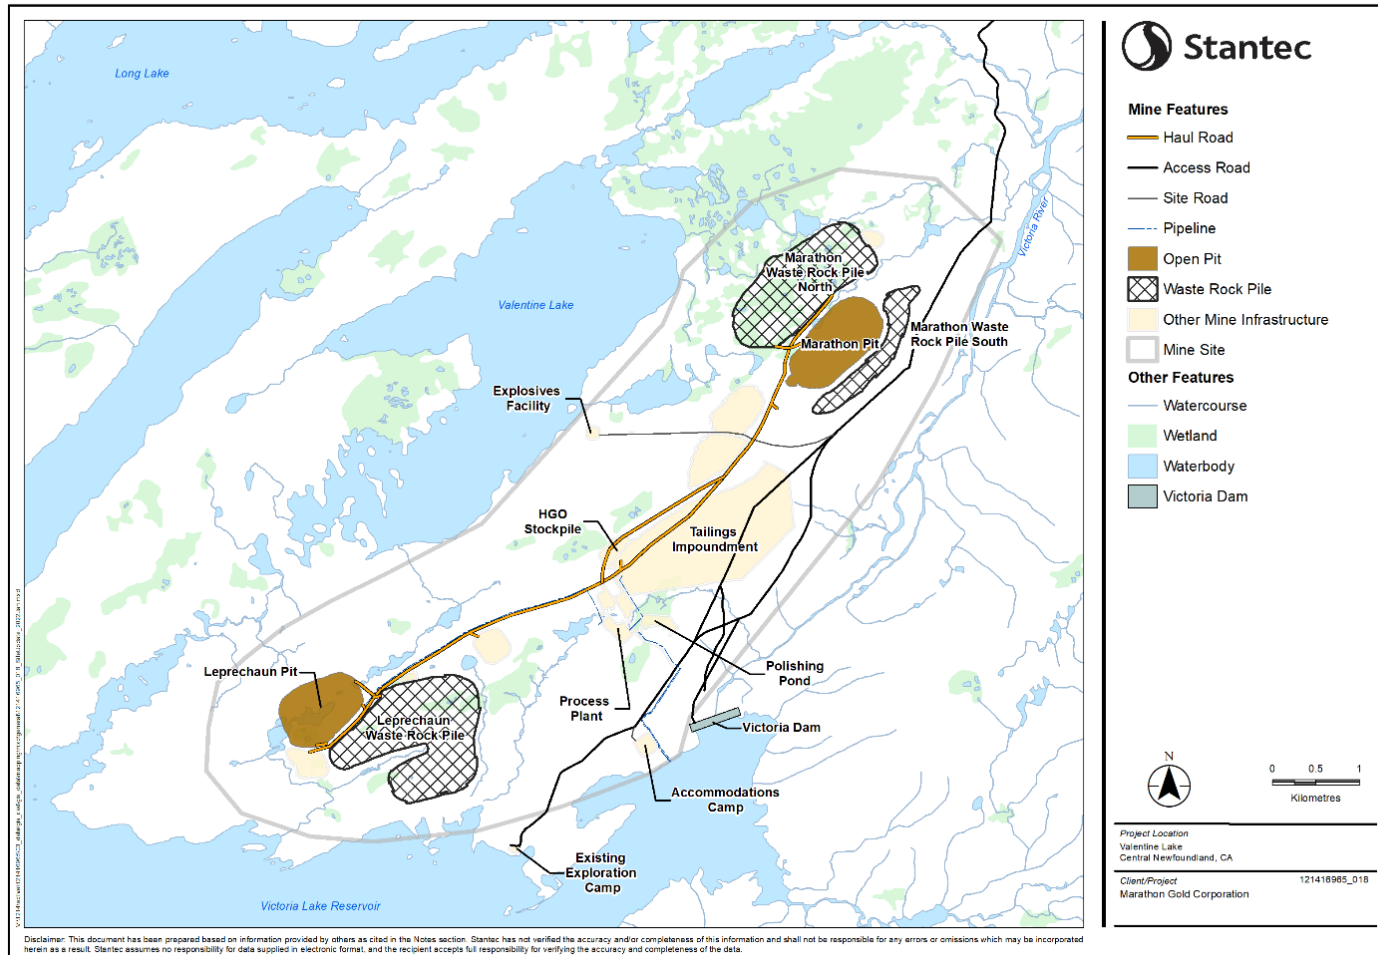 Long Lake
Valentine Lake
Victoria River
Marathon
Waste Rock Pile
North
Marathon Pit
Marathon Waste
Rock Pile South
Explosives
Facility
HGO
Stockpile
Tailings
Impoundment
Leprechaun Pit
Leprechaun
Waste Rock Pile
Process
Plant
Polishing
Pond
Victoria Dam
Accommodations
Camp
Existing
Exploration
Camp
Victoria Lake Reservoir
Stantec
Mine Features
Haul Road
Access Road
Site Road
Pipeline
Open Pit
Waste Rock Pile
Other Mine Infrastructure
Mine Site
Other Features
Watercourse
Wetland
Waterbody
Victoria Dam
N
0 0.5 1
Kilometres
Project Location
Valentine Lake
Central Newfoundland, CA
Client/Project 121416965_018
Marathon Gold Corporation
Disclaimer: This document has been prepared based on information provided by others as cited in the Notes section. Stantec has not verified the accuracy and/or completeness of this information and shall not be responsible for any errors or omissions which may be incorporated
herein as a result. Stantec assumes no responsibility for data supplied in electronic format, and the recipient accepts full responsibility for verifying the accuracy and completeness of the data.